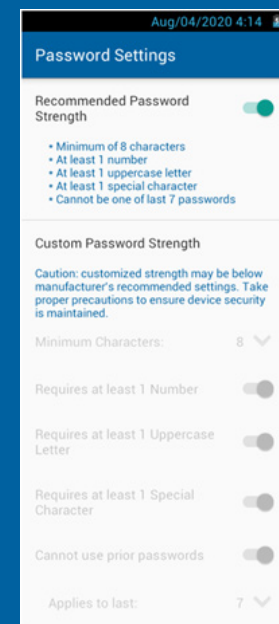 Aug/04/2020 4:14
Password Settings
Recommended Password
Strength
• Minimum of 8 characters
• At least 1 number
• At least 1 uppercase letter
• At least 1 special character
• Cannot be one of last 7 passwords
Custom Password Strength
Caution: customized strength may be below
manufacturer's recommended settings. Take
proper precautions to ensure device security
is maintained.
Minimum Characters: 8
Requires at least 1 Number
Requires at least 1 Uppercase
Letter
Requires at least 1 Special
Character
Cannot use prior passwords
Applies to last: 7